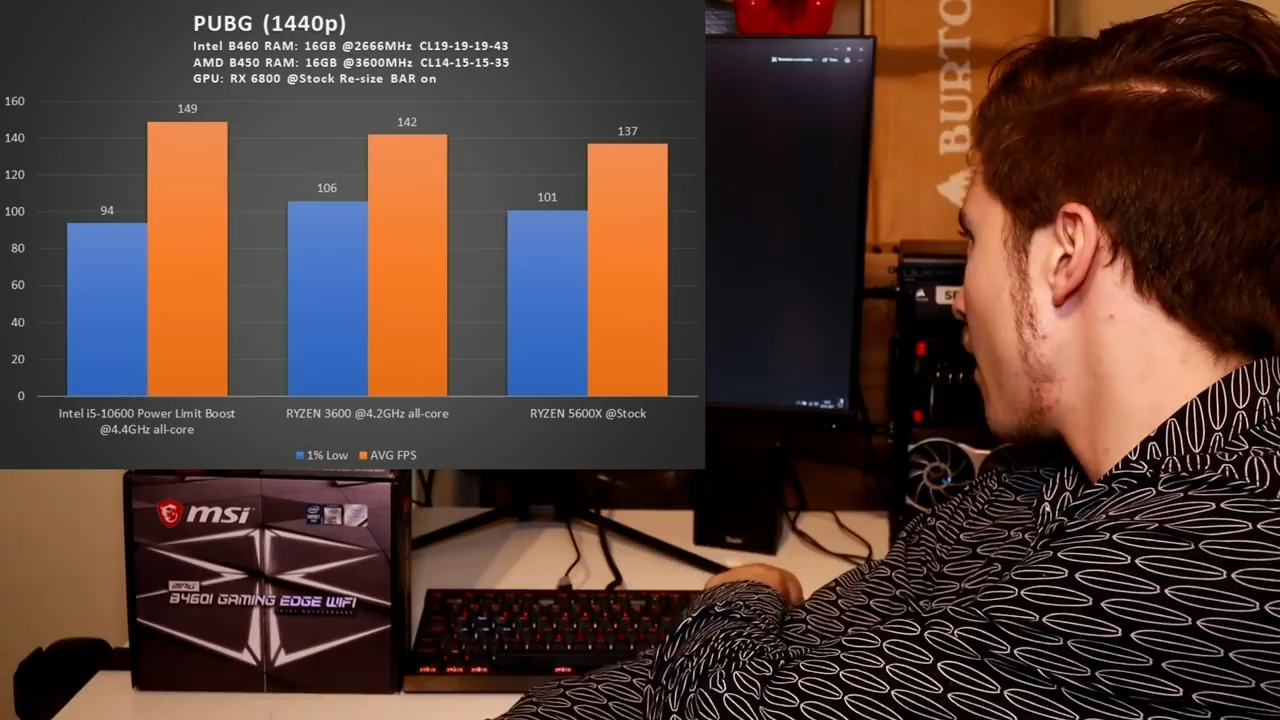 PUBG (1440p)
Intel B460 RAM: 16GB @2666MHz CL19-19-19-43
AMD B450 RAM: 16GB @3600MHz CL14-15-15-35
GPU: RX 6800 @Stock Re-size BAR on
160
140
120
100
80
60
40
20
0
94
149
106
142
101
137
Intel i5-10600 Power Limit Boost
@4.4GHz all-core
RYZEN 3600 @4.2GHz all-core
RYZEN 5600X @Stock
1% Low
AVG FPS
BURTO
SE
msi
MPG
B460I GAMING EDGE WIFI